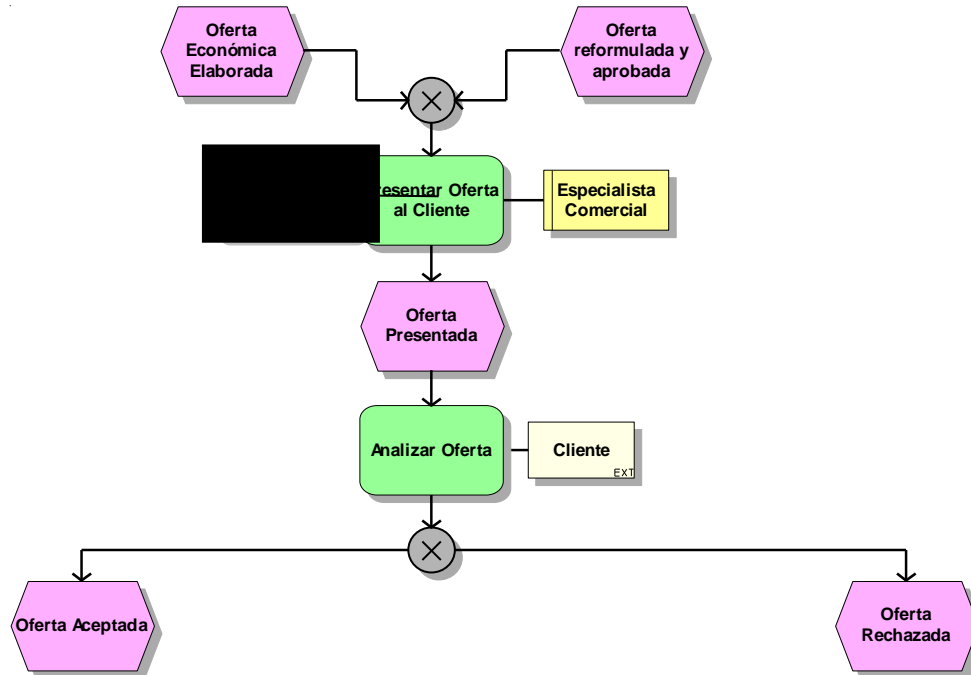 Oferta
Económica
Elaborada
Oferta
reformulada y
aprobada
resentar Oferta
al Cliente
Especialista
Comercial
Oferta
Presentada
Analizar Oferta
Cliente
EXT
Oferta Aceptada
Oferta
Rechazada